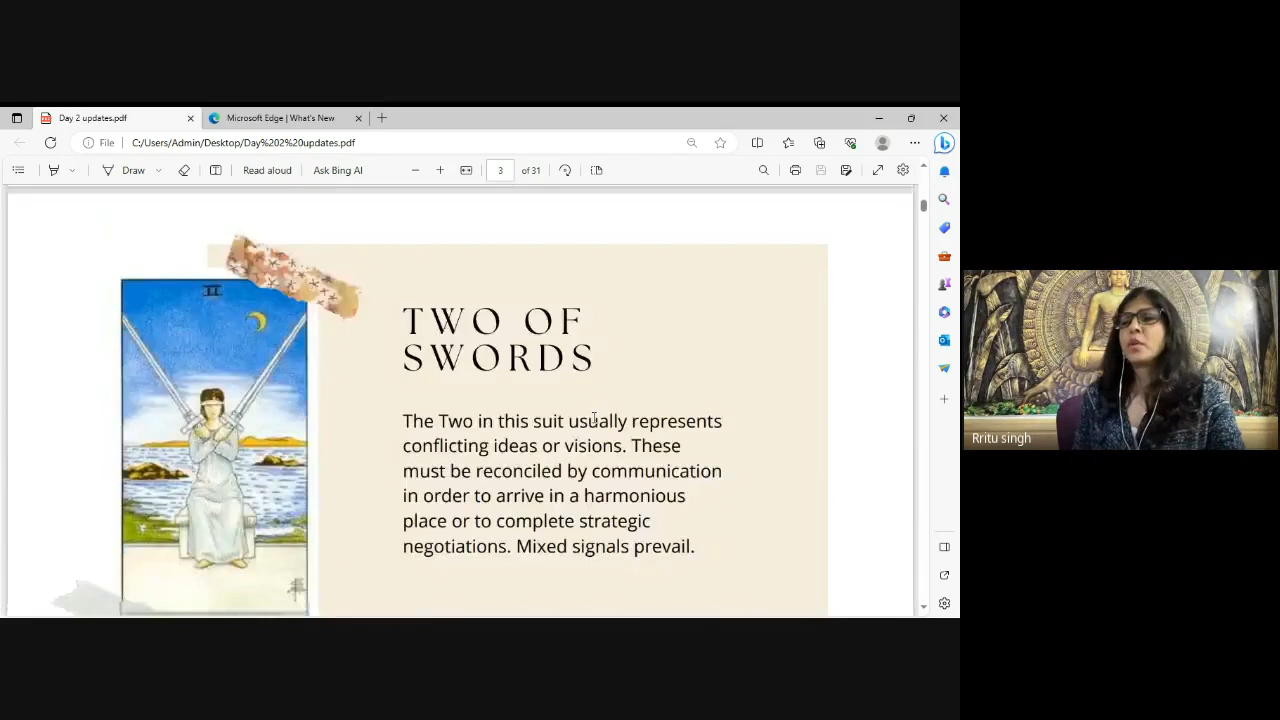 Day 2 updates.pdf
Microsoft Edge | What's New
File
C:/Users/Admin/Desktop/Day%202%20updates.pdf
Draw
Read aloud
Ask Bing AI
3
of 31
II
TWO OF
SWORDS
The Two in this suit usually represents
conflicting ideas or visions. These
must be reconciled by communication
in order to arrive in a harmonious
place or to complete strategic
negotiations. Mixed signals prevail.
Rritu singh